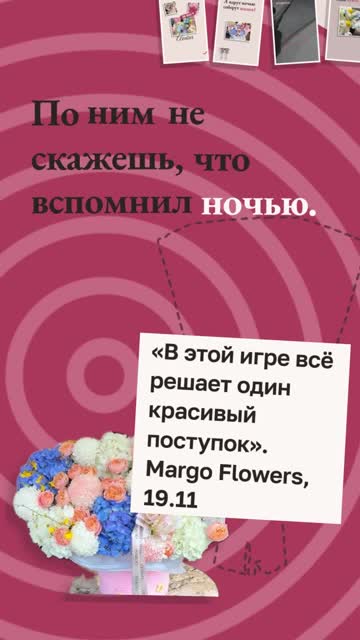 По ним не
скажешь, что
вспомнил ночью.
«В этой игре всё
решает один
красивый
поступок».
Margo Flowers,
19.11